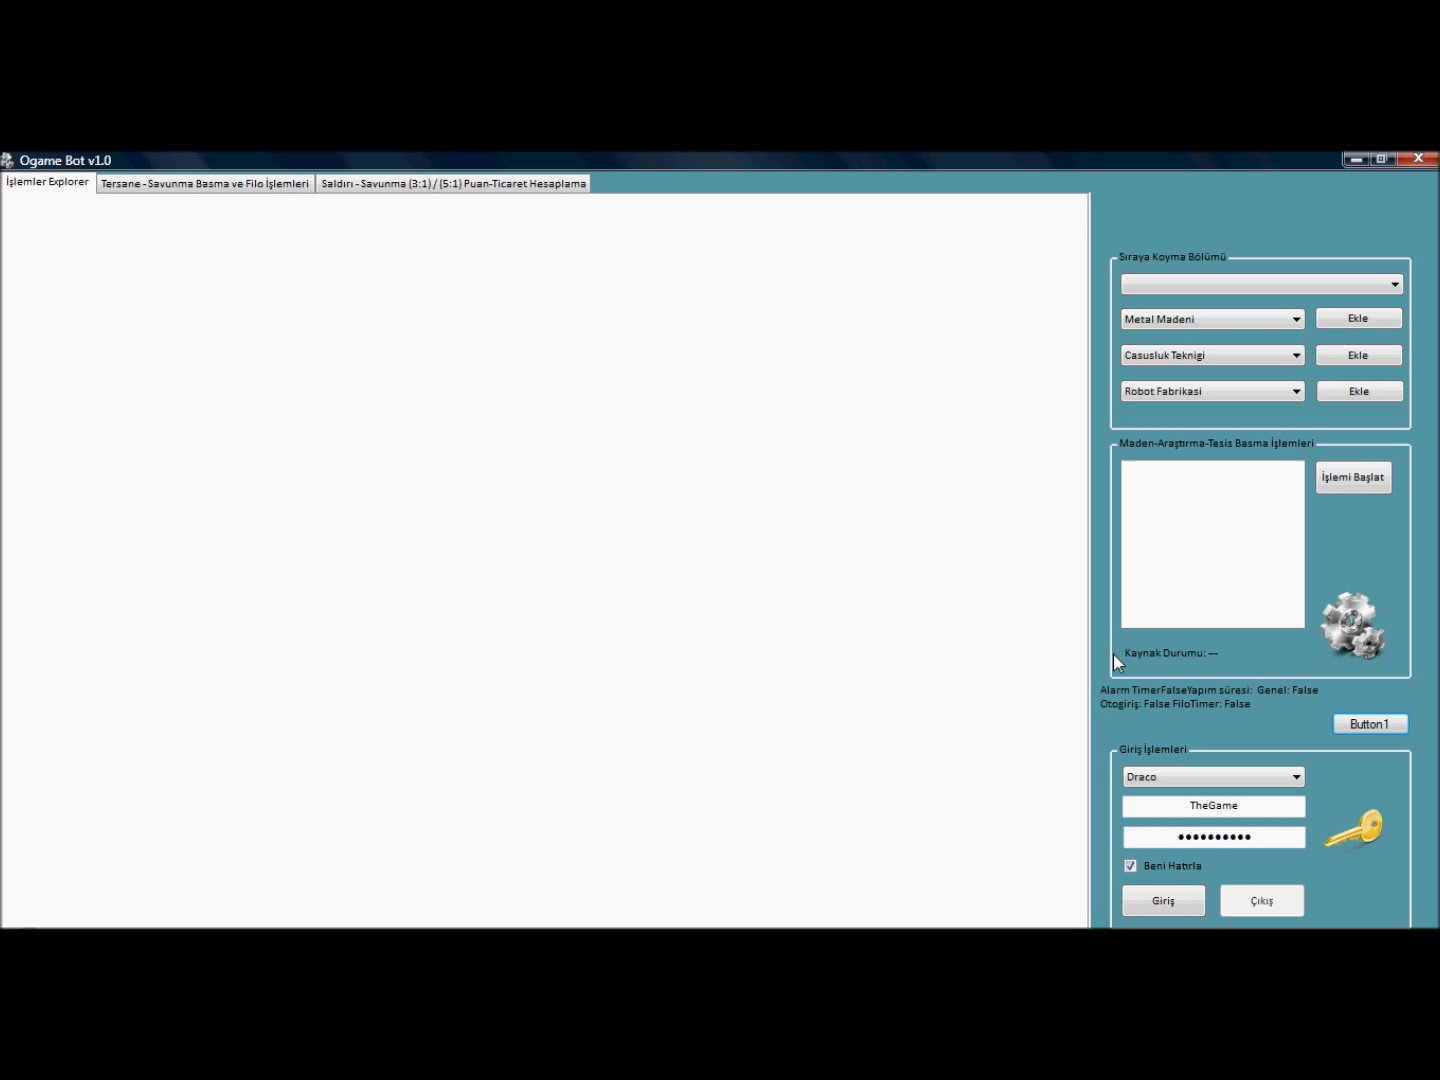 Ogame Bot v1.0
İşlemler Explorer
Tersane - Savunma Basma ve Filo İşlemleri
Saldırı - Savunma (3:1) / (5:1) Puan-Ticaret Hesaplama
Sıraya Koyma Bölümü
Metal Madeni
Ekle
Casusluk Teknigi
Ekle
Robot Fabrikasi
Ekle
Maden-Araştırma-Tesis Basma İşlemleri
İşlemi Başlat
Kaynak Durumu: ---
Alarm TimerFalseYapım süresi: Genel: False
Otogiriş: False FiloTimer: False
Button1
Giriş İşlemleri
Draco
TheGame
••••••••••
Beni Hatırla
Giriş
Çıkış